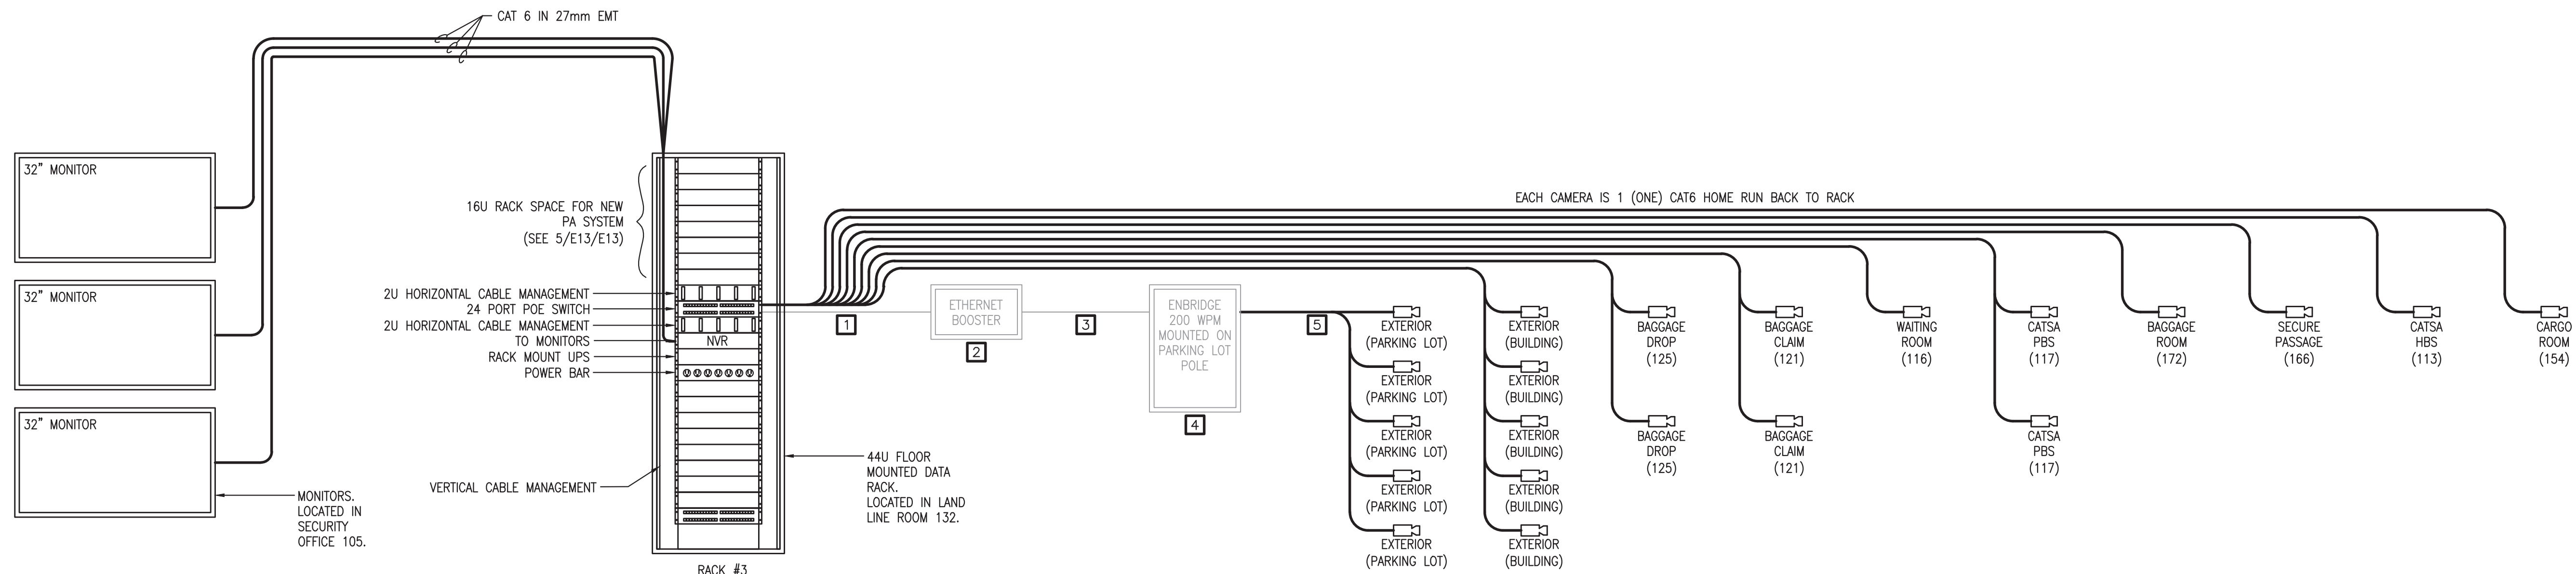 CAT 6 IN 27mm EMT
32" MONITOR
32" MONITOR
32" MONITOR
MONITORS.
LOCATED IN
SECURITY
OFFICE 105.
16U RACK SPACE FOR NEW
PA SYSTEM
(SEE 5/E13/E13)
2U HORIZONTAL CABLE MANAGEMENT
24 PORT POE SWITCH
2U HORIZONTAL CABLE MANAGEMENT
TO MONITORS
RACK MOUNT UPS
POWER BAR
VERTICAL CABLE MANAGEMENT
NVR
RACK #3
44U FLOOR
MOUNTED DATA
RACK.
LOCATED IN LAND
LINE ROOM 132.
EACH CAMERA IS 1 (ONE) CAT6 HOME RUN BACK TO RACK
1
ETHERNET
BOOSTER
2
3
ENBRIDGE
200 WPM
MOUNTED ON
PARKING LOT
POLE
4
5
EXTERIOR
(PARKING LOT)
EXTERIOR
(PARKING LOT)
EXTERIOR
(PARKING LOT)
EXTERIOR
(PARKING LOT)
EXTERIOR
(PARKING LOT)
EXTERIOR
(BUILDING)
EXTERIOR
(BUILDING)
EXTERIOR
(BUILDING)
EXTERIOR
(BUILDING)
EXTERIOR
(BUILDING)
BAGGAGE
DROP
(125)
BAGGAGE
DROP
(125)
BAGGAGE
CLAIM
(121)
BAGGAGE
CLAIM
(121)
WAITING
ROOM
(116)
CATSA
PBS
(117)
CATSA
PBS
(117)
BAGGAGE
ROOM
(172)
SECURE
PASSAGE
(166)
CATSA
HBS
(113)
CARGO
ROOM
(154)